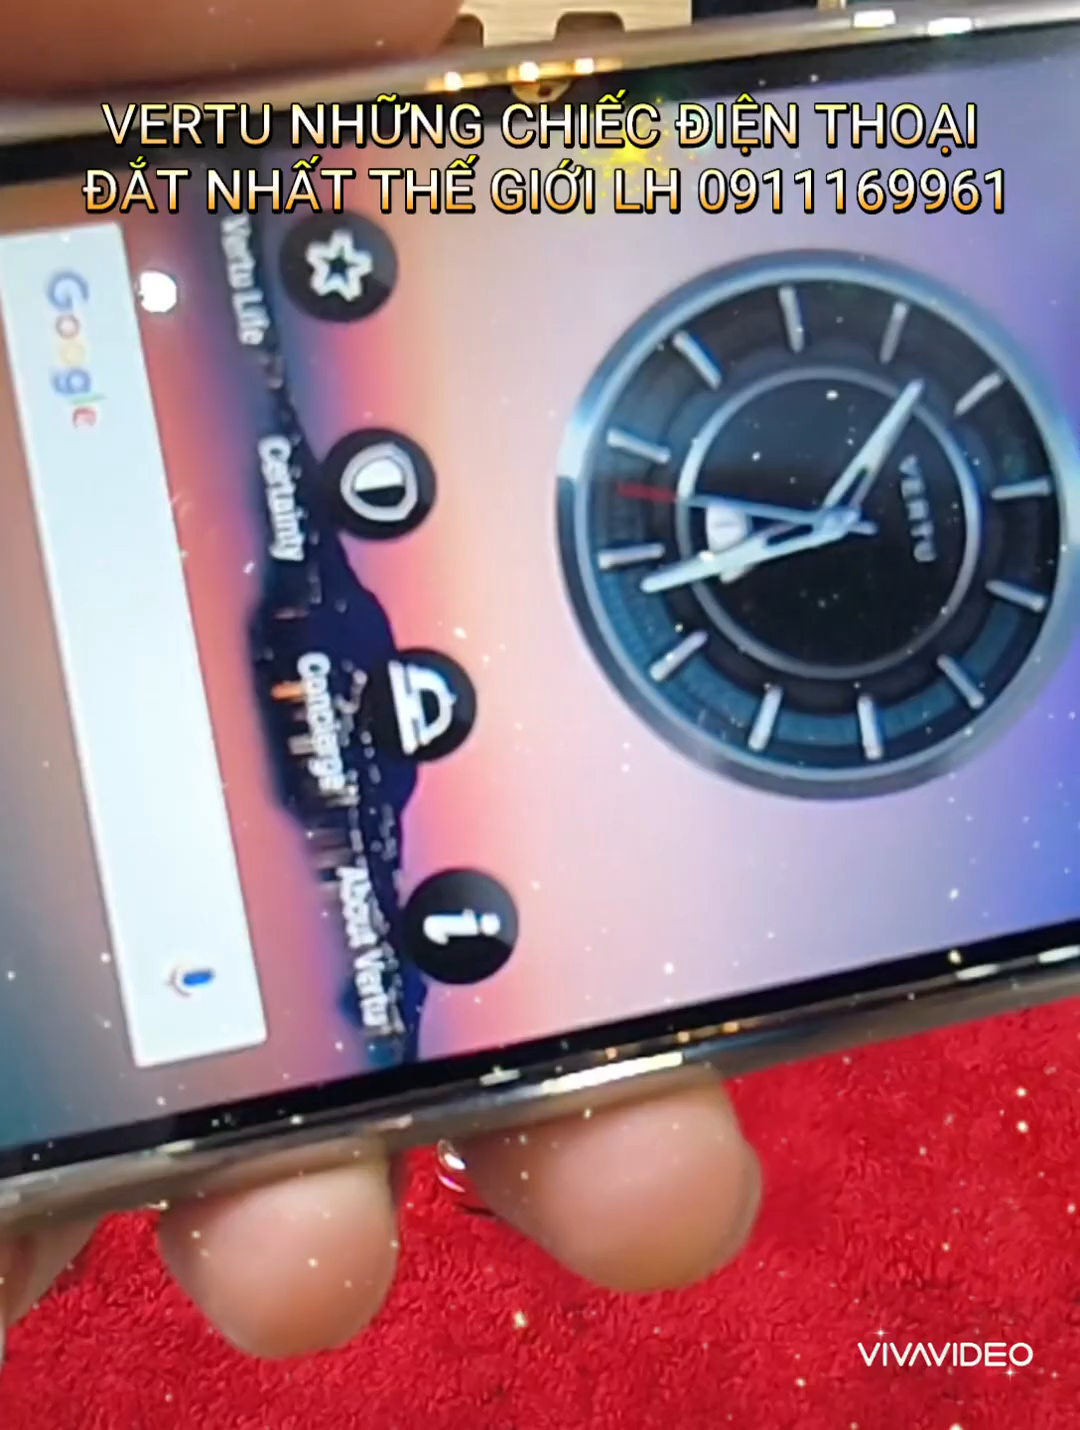 VERTU NHỮNG CHIẾC ĐIỆN THOẠI
ĐẮT NHẤT THẾ GIỚI LH 0911169961
Google
Vertu Life
Certainty
Concierge
About Vertu
VERTU
VIVAVIDEO